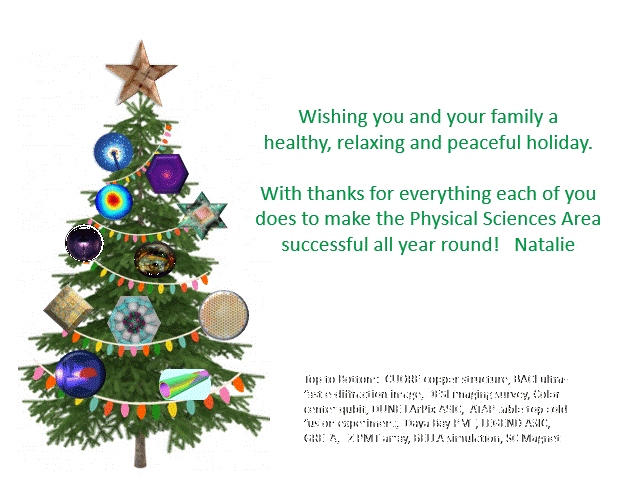 Wishing you and your family a
healthy, relaxing and peaceful holiday.
With thanks for everything each of you
does to make the Physical Sciences Area
successful all year round! Natalie
Top to Bottom: CUORE copper structure, BACI ultra-
fast e diffraction image, DESI maging survey, Color
center qubit, DUNE LArPix ASIC, ATAP table top cold
fusion experiment, Daya Bay PMT, LEGEND ASIC,
PMT array, BELLA simulation, SC Magnet